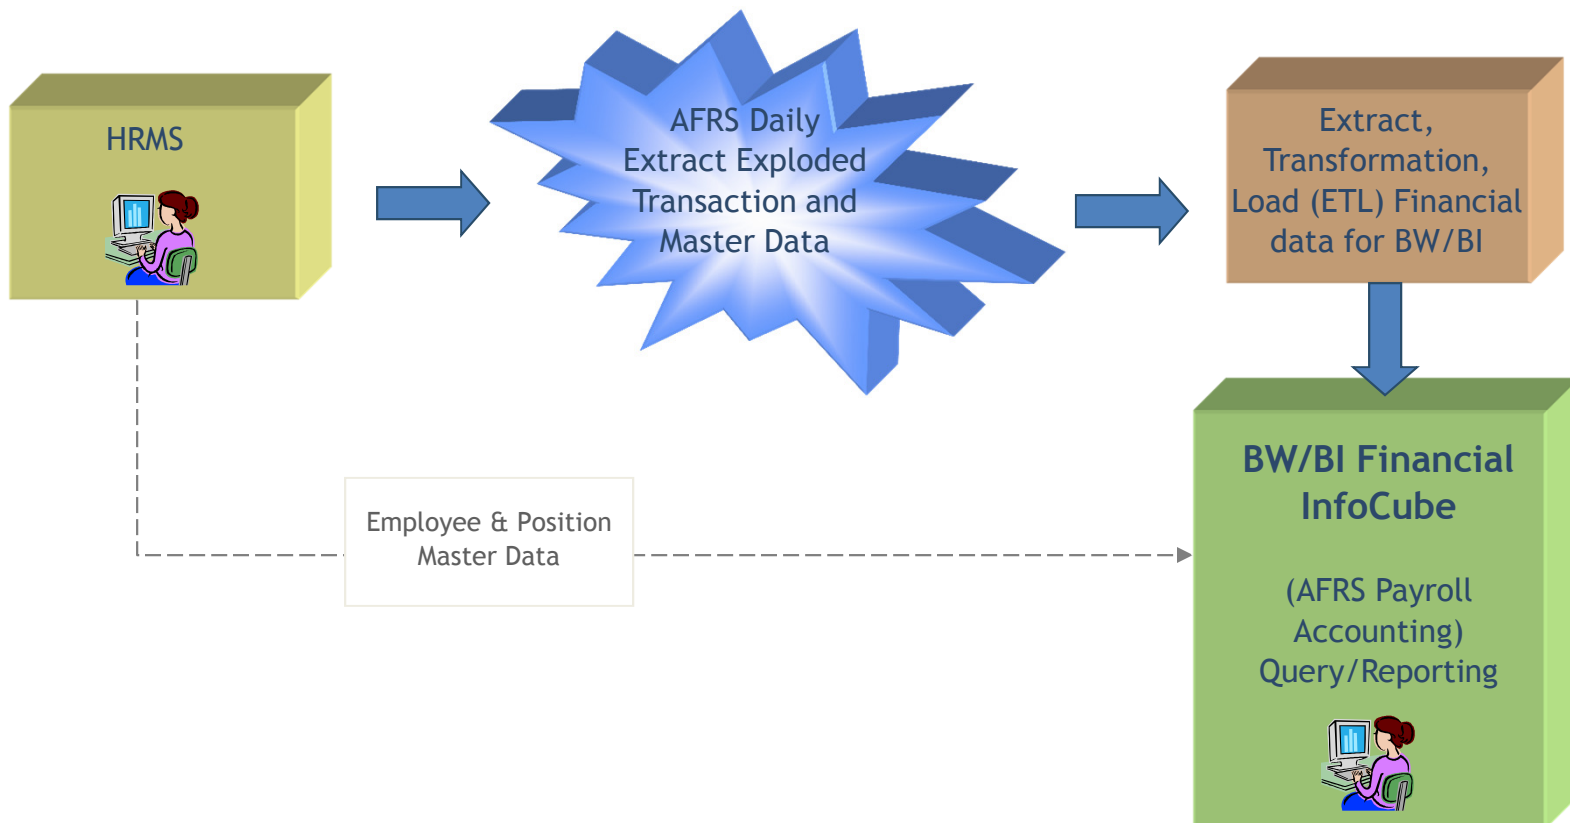 HRMS
AFRS Daily
Extract Exploded
Transaction and
Master Data
Extract,
Transformation,
Load (ETL) Financial
data for BW/BI
Employee & Position
Master Data
BW/BI Financial
InfoCube
(AFRS Payroll
Accounting)
Query/Reporting